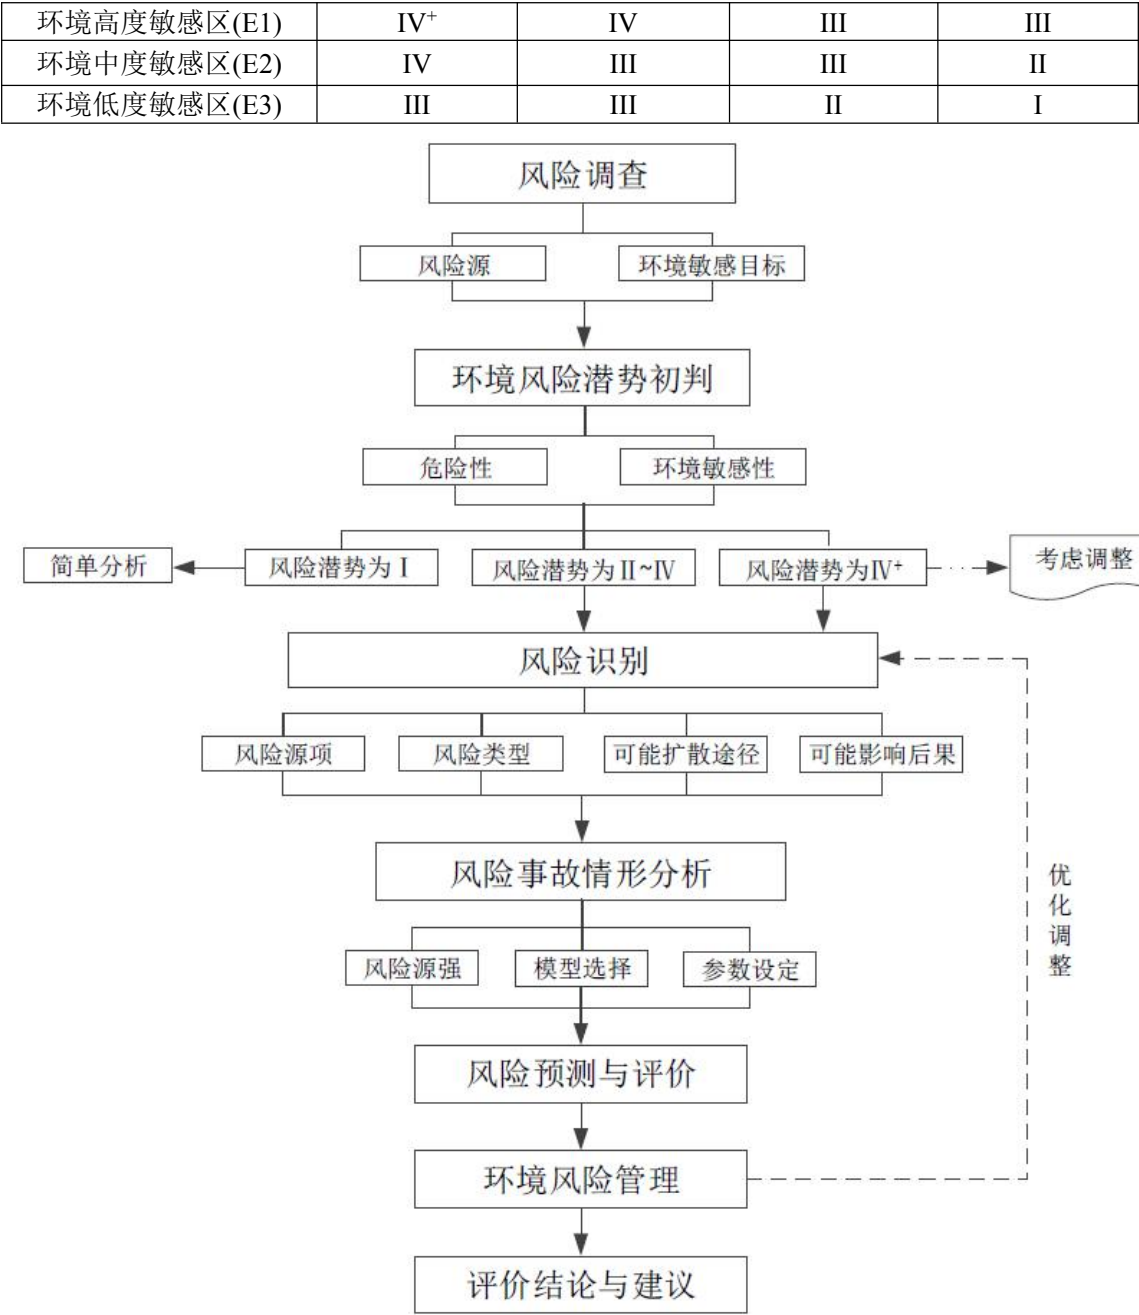 环境高度敏感区(E1) IV+ IV III III
环境中度敏感区(E2) IV III III II
环境低度敏感区(E3) III III II I
风险调查
风险源 环境敏感目标
环境风险潜势初判
危险性 环境敏感性
简单分析 风险潜势为Ⅰ 风险潜势为Ⅱ~Ⅳ 风险潜势为Ⅳ+ 考虑调整
风险识别
风险源项 风险类型 可能扩散途径 可能影响后果
风险事故情形分析
风险源强 模型选择 参数设定
优化调整
风险预测与评价
环境风险管理
评价结论与建议